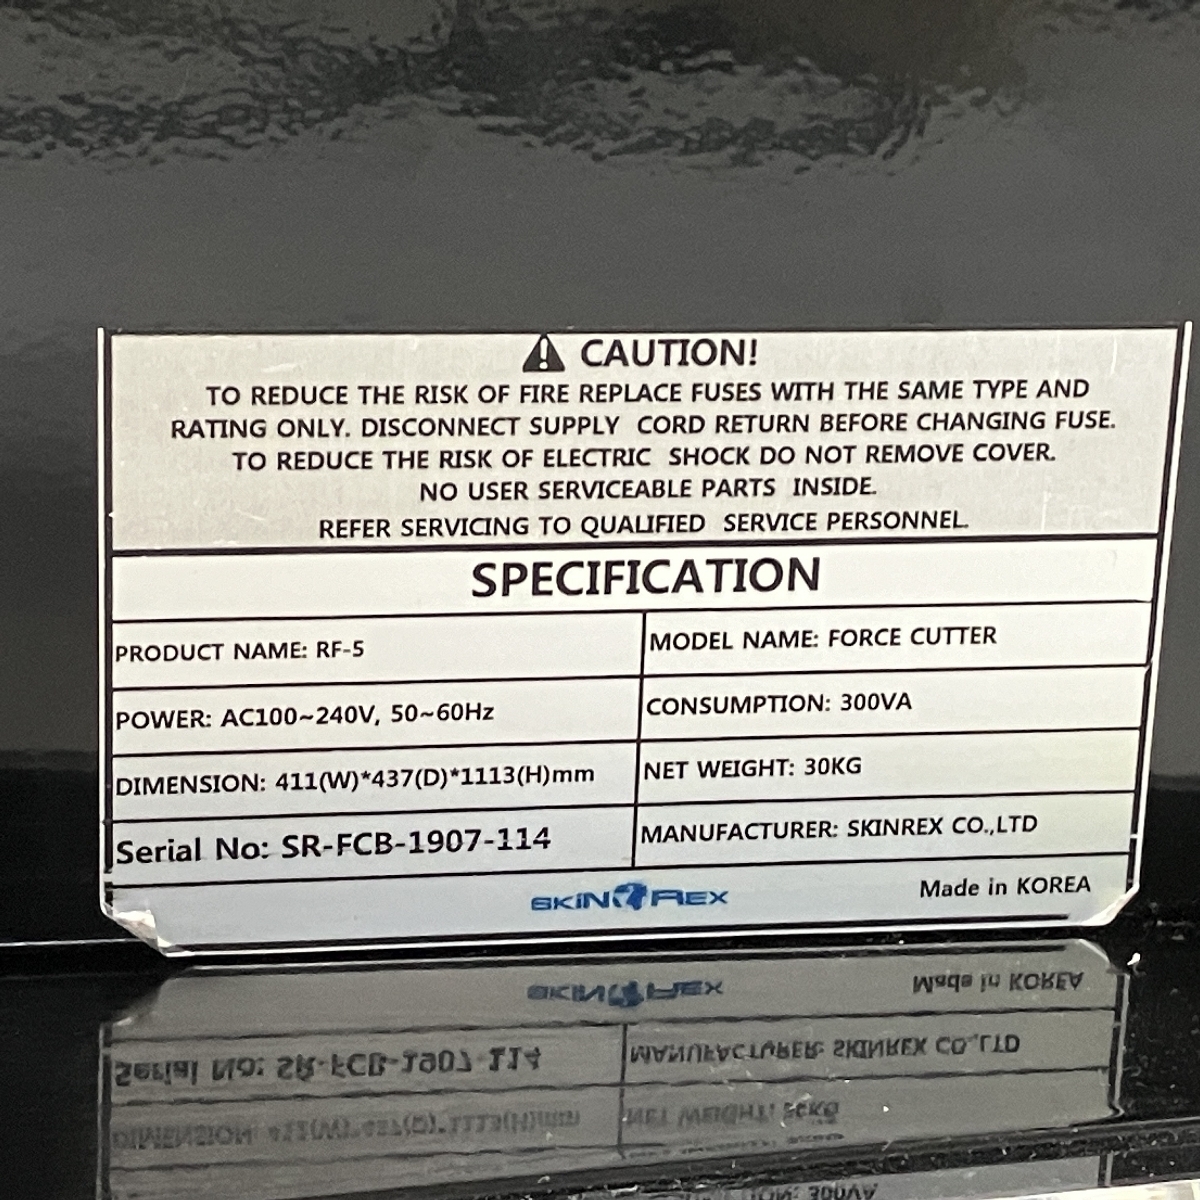 ⚠ CAUTION!
TO REDUCE THE RISK OF FIRE REPLACE FUSES WITH THE SAME TYPE AND
RATING ONLY. DISCONNECT SUPPLY CORD RETURN BEFORE CHANGING FUSE.
TO REDUCE THE RISK OF ELECTRIC SHOCK DO NOT REMOVE COVER.
NO USER SERVICEABLE PARTS INSIDE.
REFER SERVICING TO QUALIFIED SERVICE PERSONNEL.
SPECIFICATION
PRODUCT NAME: RF-5
MODEL NAME: FORCE CUTTER
POWER: AC100~240V, 50~60Hz
CONSUMPTION: 300VA
DIMENSION: 411(W)*437(D)*1113(H)mm
NET WEIGHT: 30KG
Serial No: SR-FCB-1907-114
MANUFACTURER: SKINREX CO.,LTD
SKINREX
Made in KOREA